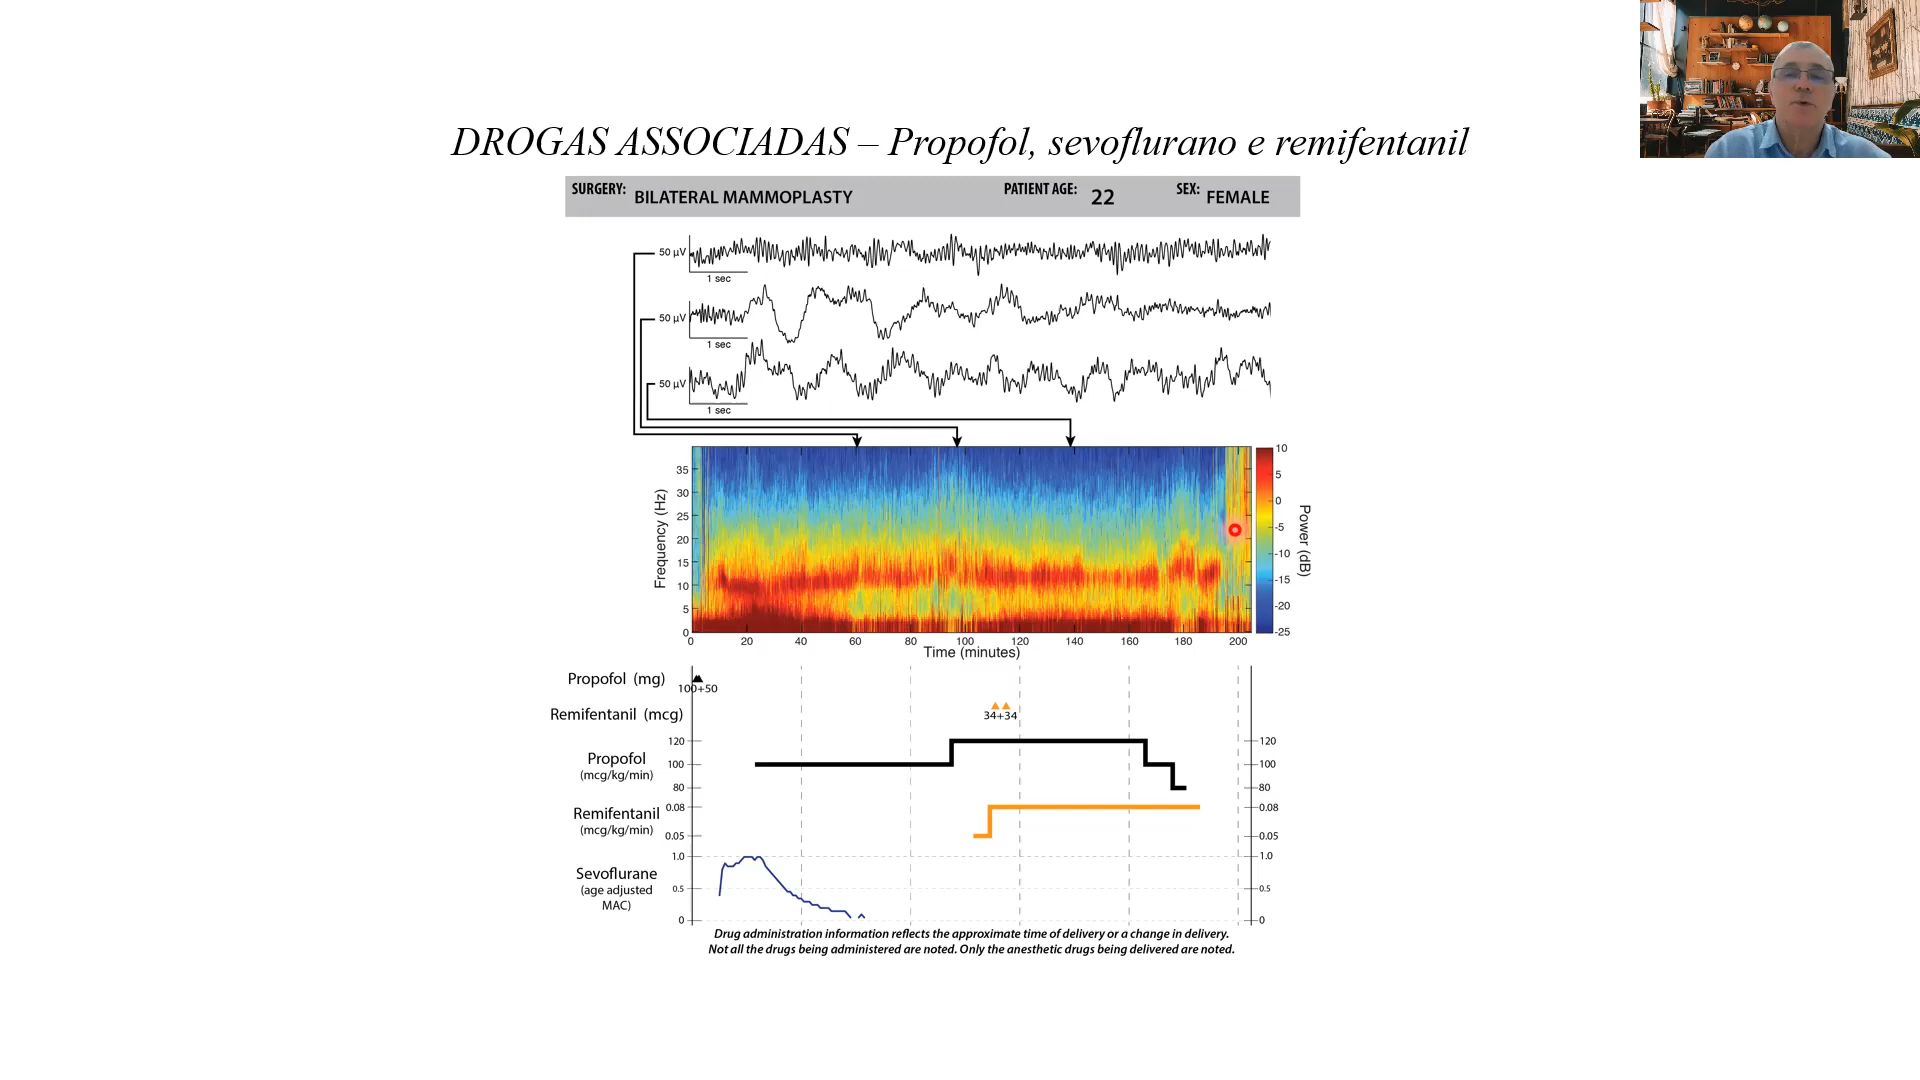 DROGAS ASSOCIADAS – Propofol, sevoflurano e remifentanil
SURGERY: BILATERAL MAMMOPLASTY PATIENT AGE: 22 SEX: FEMALE
50 µV
1 sec
50 µV
1 sec
50 µV
1 sec
Frequency (Hz)
35
30
25
20
15
10
5
0
0 20 40 60 80 100 120 140 160 180 200
Time (minutes)
10
5
0
-5
-10
-15
-20
-25
Power (dB)
Propofol (mg)
100+50
Remifentanil (mcg)
34+34
Propofol
(mcg/kg/min)
120 120
100 100
80 80
Remifentanil
(mcg/kg/min)
0.08 0.08
0.05 0.05
Sevoflurane
(age adjusted
MAC)
1.0 1.0
0.5 0.5
0 0
Drug administration information reflects the approximate time of delivery or a change in delivery.
Not all the drugs being administered are noted. Only the anesthetic drugs being delivered are noted.